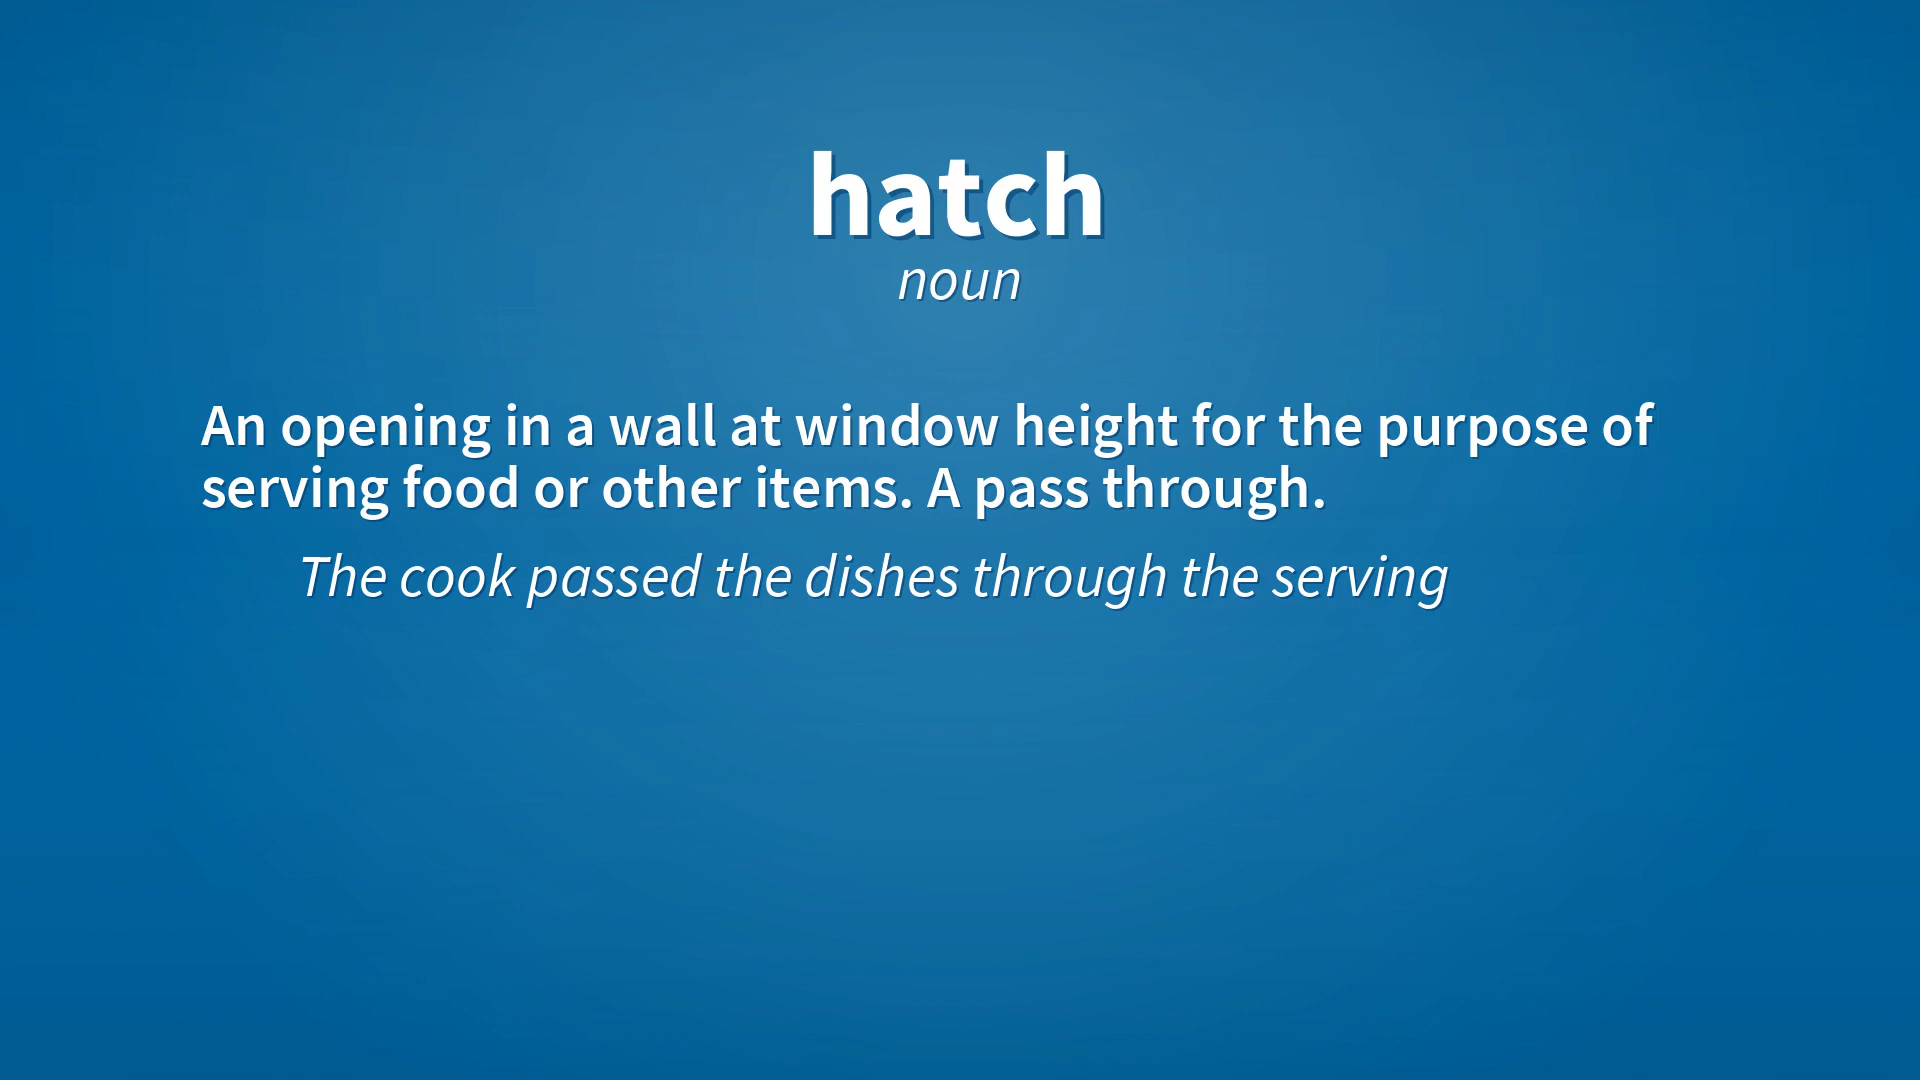 hatch
noun
An opening in a wall at window height for the purpose of
serving food or other items. A pass through.
The cook passed the dishes through the serving